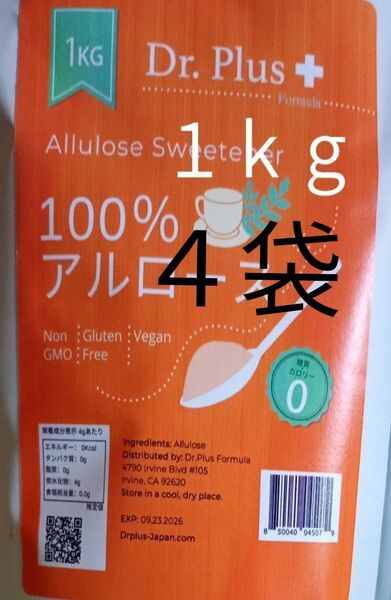 1KG
Dr. Plus
Formula
Allulose Sweetener
1kg
100%
アルロース
4袋
Non GMO
Gluten Free
Vegan
糖質
カロリー
0
栄養成分表示 4gあたり
エネルギー: 0Kcal
タンパク質: 0g
脂質: 0g
炭水化物: 4g
食塩相当量: 0.0g
推定値
Ingredients: Allulose
Distributed by: Dr.Plus Formula
4790 Irvine Blvd #105
Irvine, CA 92620
Store in a cool, dry place.
EXP: 09.23.2026
Drplus-Japan.com
8 50040 04507 9